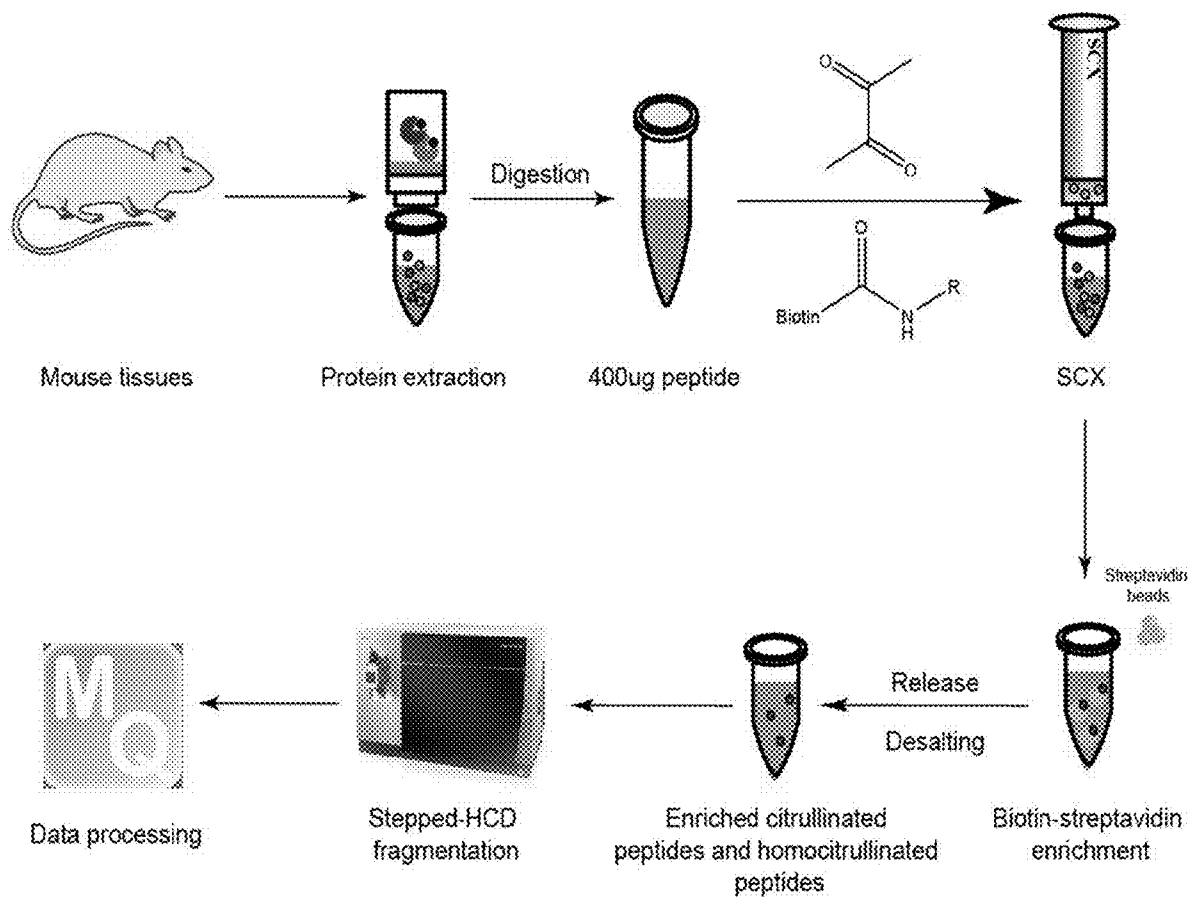 O
O
SCX
Digestion
O
Biotin
N
H
R
Mouse tissues
Protein extraction
400ug peptide
SCX
Streptavidin
beads
Release
Desalting
M
Q
Data processing
Stepped-HCD
fragmentation
Enriched citrullinated
peptides and homocitrullinated
peptides
Biotin-streptavidin
enrichment